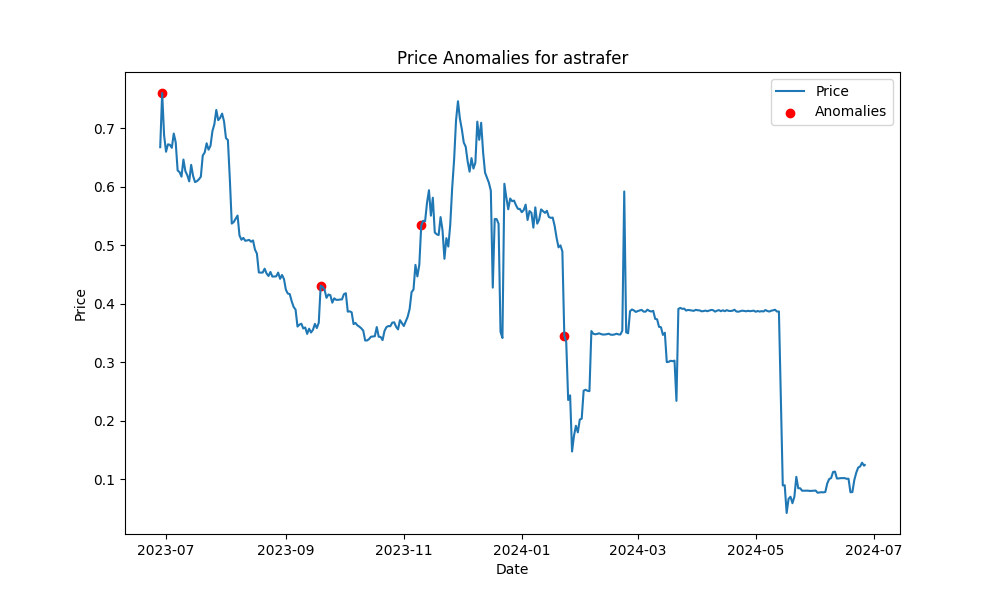 Price Anomalies for astrafer
Price
Anomalies
0.7
0.6
0.5
0.4
0.3
0.2
0.1
Price
2023-07 2023-09 2023-11 2024-01 2024-03 2024-05 2024-07
Date